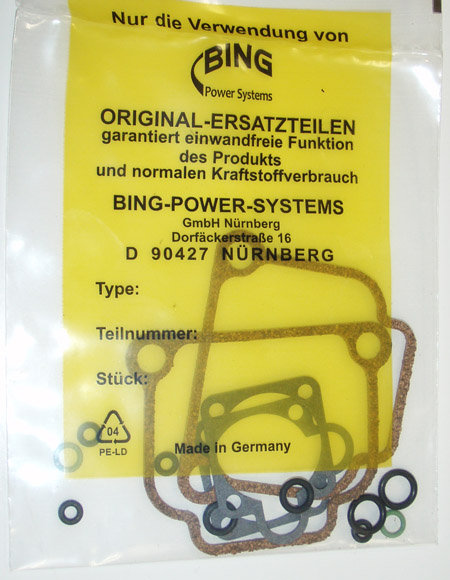 Nur die Verwendung von
BING
Power Systems
ORIGINAL-ERSATZTEILEN
garantiert einwandfreie Funktion
des Produkts
und normalen Kraftstoffverbrauch
BING-POWER-SYSTEMS
GmbH Nürnberg
Dorfäckerstraße 16
D 90427 NÜRNBERG
Type:
Teilnummer:
Stück:
04
PE-LD
Made in Germany